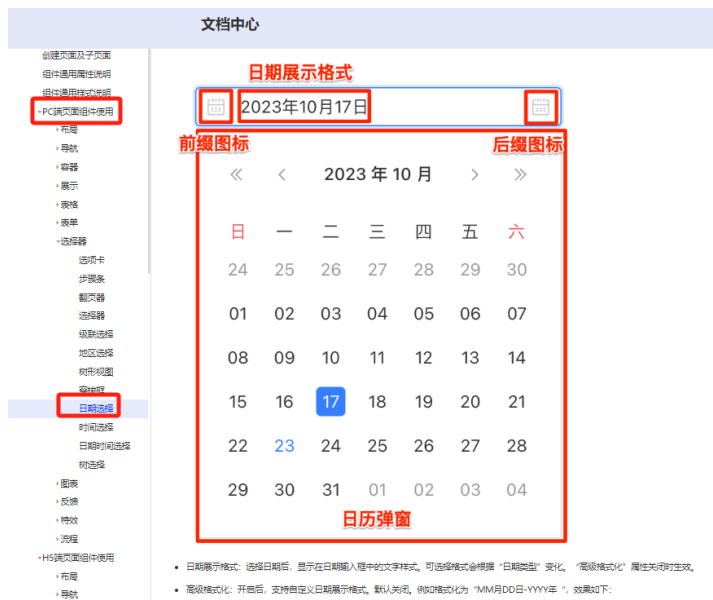 文档中心
创建页面及子页面
组件通用属性说明
组件通用样式说明
PC端页面组件使用
布局
导航
容器
展示
表格
表单
选择器
选项卡
步骤条
翻页器
选择器
级联选择
地区选择
树形视图
穿梭框
日期选择
时间选择
日期时间选择
树选择
图表
反馈
特效
流程
H5端页面组件使用
布局
导航
日期展示格式
2023年10月17日
前缀图标
后缀图标
« ‹ 2023 年 10 月 › »
日 一 二 三 四 五 六
24 25 26 27 28 29 30
01 02 03 04 05 06 07
08 09 10 11 12 13 14
15 16 17 18 19 20 21
22 23 24 25 26 27 28
29 30 31 01 02 03 04
日历弹窗
• 日期展示格式：选择日期后，显示在日期输入框中的文字样式。可选择格式会根据“日期类型”变化。“高级格式化”属性关闭时生效。
• 高级格式化：开启后，支持自定义日期展示格式。默认关闭。例如格式化为“MM月DD日-YYYY年“，效果如下：